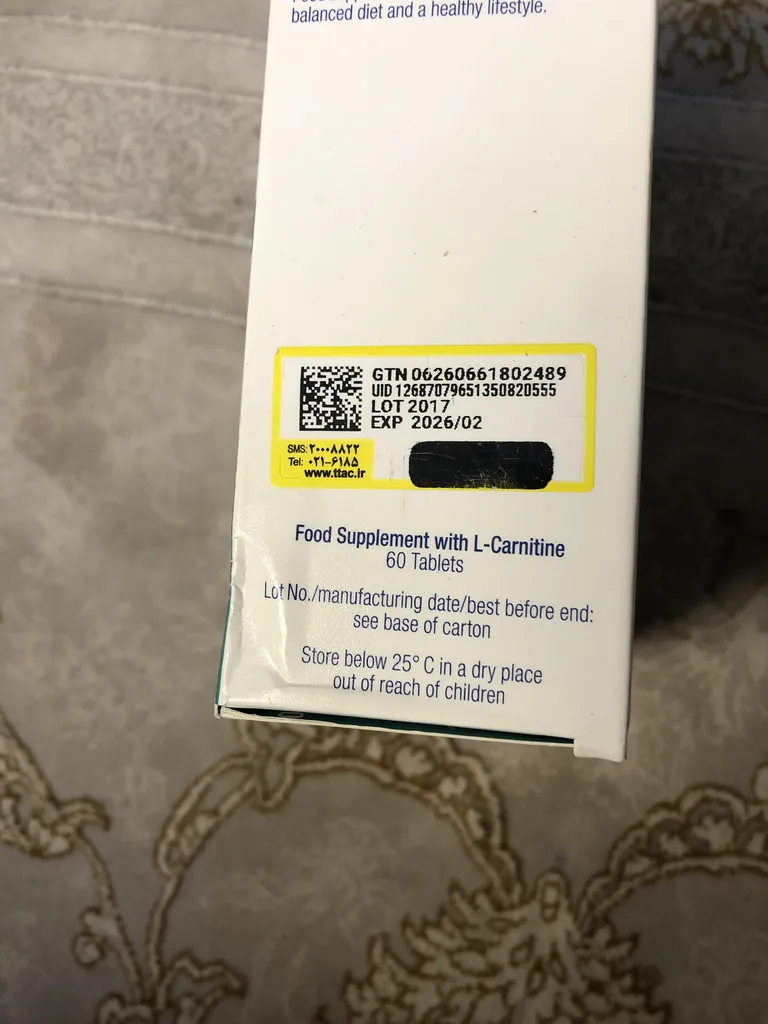 balanced diet and a healthy lifestyle.
GTN 06260661802489
UID 12687079651350820555
LOT 2017
EXP 2026/02
SMS: ۲۰۰۰۸۸۲۲
Tel: ۰۲۱-۶۱۸۵
www.ttac.ir
Food Supplement with L-Carnitine
60 Tablets
Lot No./manufacturing date/best before end:
see base of carton
Store below 25° C in a dry place
out of reach of children